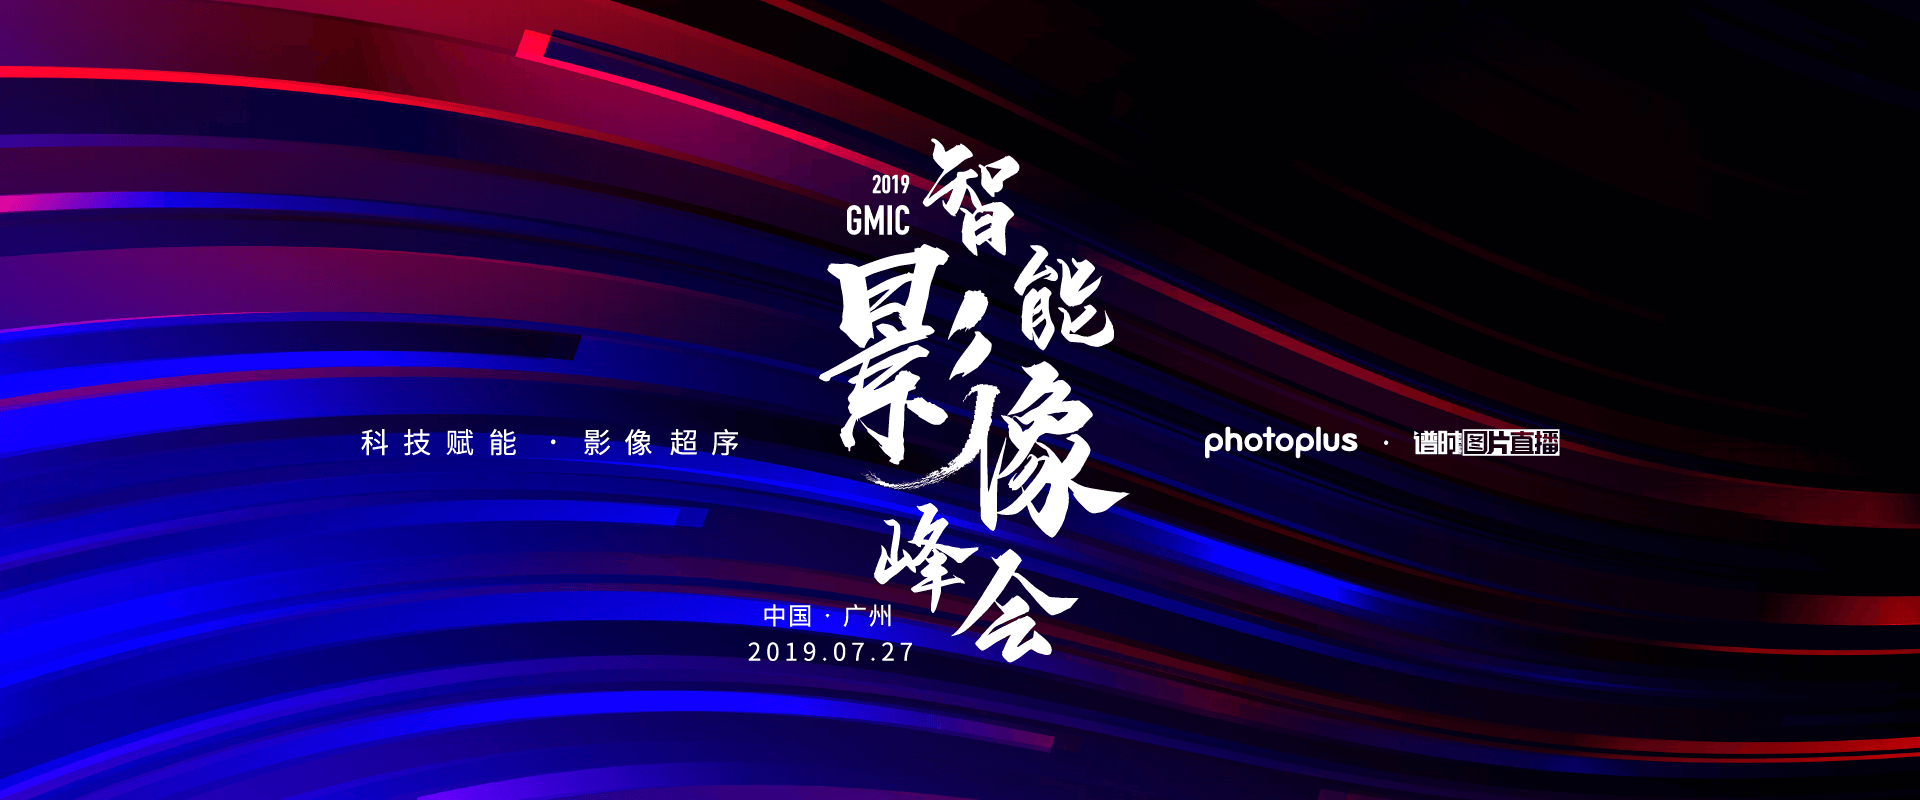 2019
GMIC
智能
影像
峰会
科技赋能 · 影像超序
photoplus · 谱时图片直播
中国 · 广州
2019.07.27